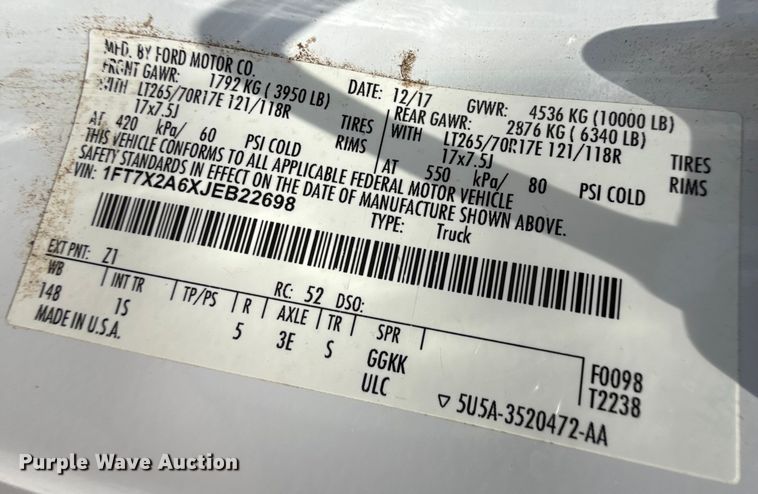 MFD. BY FORD MOTOR CO.
DATE: 12/17 GVWR: 4536 KG (10000 LB)
FRONT GAWR: 1792 KG (3950 LB) REAR GAWR: 2876 KG (6340 LB)
WITH LT265/70R17E 121/118R TIRES WITH LT265/70R17E 121/118R TIRES
17x7.5J RIMS 17x7.5J RIMS
AT 420 kPa/ 60 PSI COLD AT 550 kPa/ 80 PSI COLD
THIS VEHICLE CONFORMS TO ALL APPLICABLE FEDERAL MOTOR VEHICLE
SAFETY STANDARDS IN EFFECT ON THE DATE OF MANUFACTURE SHOWN ABOVE.
VIN: 1FT7X2A6XJEB22698 TYPE: Truck
EXT PNT: Z1 RC: 52 DSO:
WB INT TR TP/PS R AXLE TR SPR
148 1S 5 3E S GGKK F0098
MADE IN U.S.A. ULC T2238
▽ 5U5A-3520472-AA
Purple Wave Auction